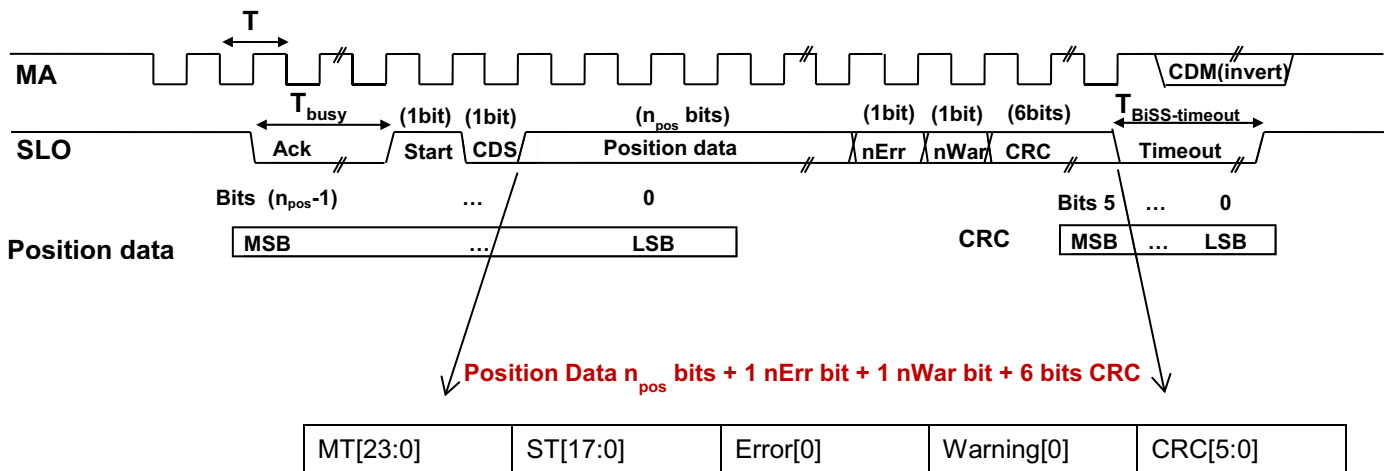 T
MA
CDM(invert)
T_busy (1bit) (1bit) (n_pos bits) (1bit) (1bit) (6bits) T_BiSS-timeout
SLO Ack Start CDS Position data nErr nWar CRC Timeout
Bits (n_pos-1) ... 0 Bits 5 ... 0
Position data MSB ... LSB CRC MSB ... LSB
Position Data n_pos bits + 1 nErr bit + 1 nWar bit + 6 bits CRC
MT[23:0] ST[17:0] Error[0] Warning[0] CRC[5:0]